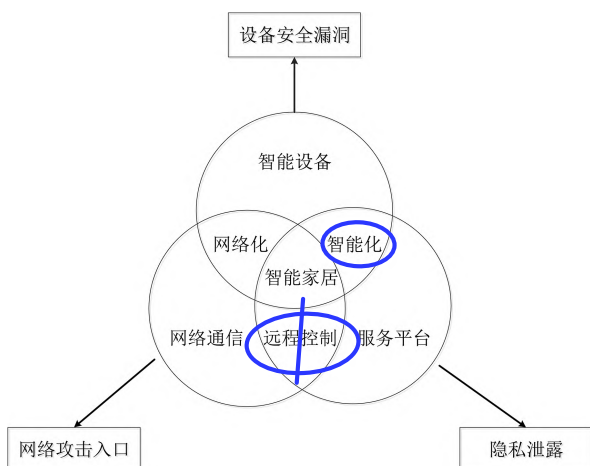 设备安全漏洞
智能设备
网络化
智能化
智能家居
网络通信
远程控制
服务平台
网络攻击入口
隐私泄露